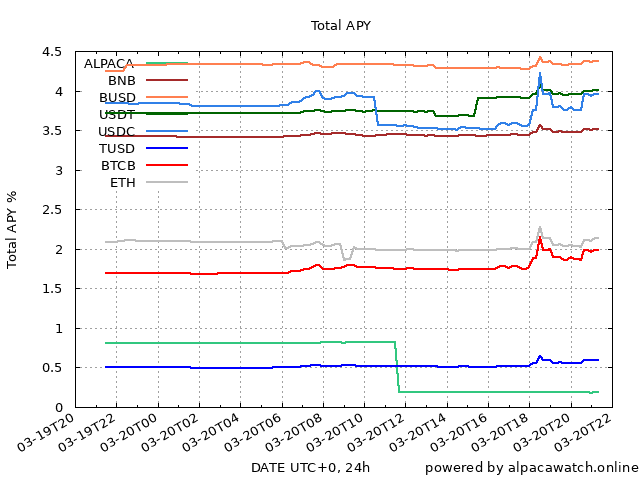 Total APY
4.5
4
3.5
3
2.5
2
1.5
1
0.5
0
Total APY %
ALPACA
BNB
BUSD
USDT
USDC
TUSD
BTCB
ETH
03-19T20
03-19T22
03-20T00
03-20T02
03-20T04
03-20T06
03-20T08
03-20T10
03-20T12
03-20T14
03-20T16
03-20T18
03-20T20
03-20T22
DATE UTC+0, 24h
powered by alpacawatch.online